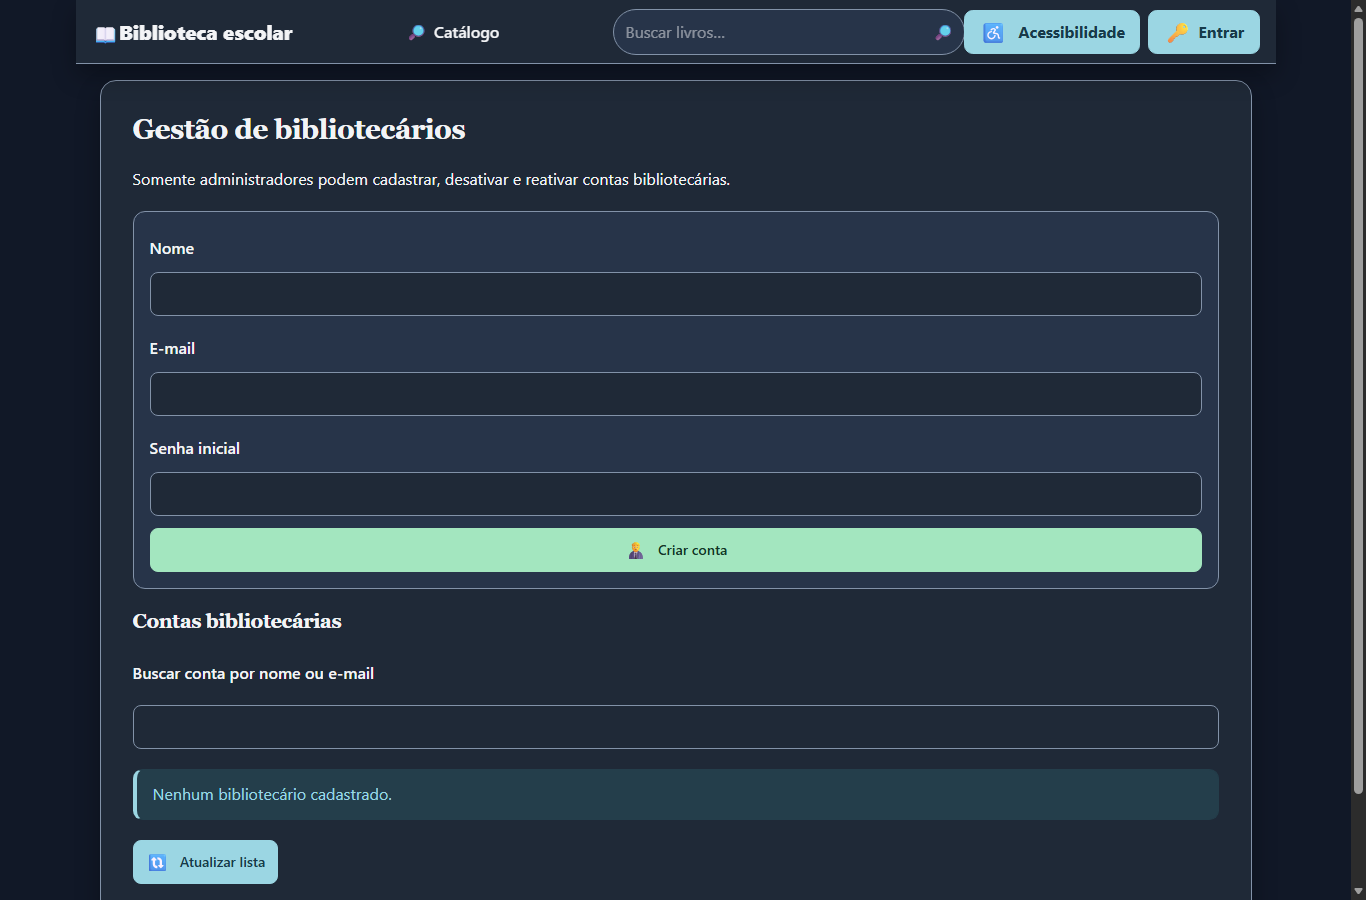 Biblioteca escolar
Catálogo
Buscar livros...
Acessibilidade
Entrar
Gestão de bibliotecários
Somente administradores podem cadastrar, desativar e reativar contas bibliotecárias.
Nome
E-mail
Senha inicial
Criar conta
Contas bibliotecárias
Buscar conta por nome ou e-mail
Nenhum bibliotecário cadastrado.
Atualizar lista